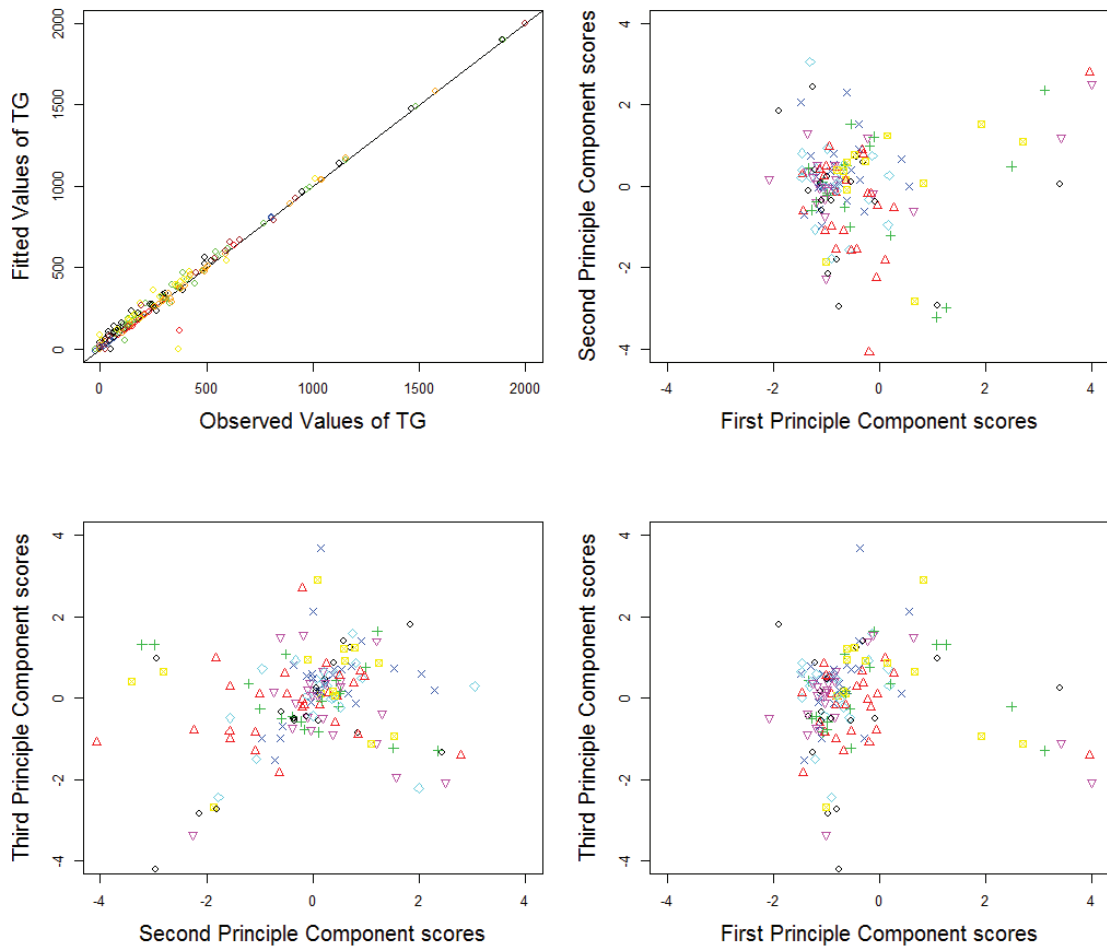 Fitted Values of TG
2000
1500
1000
500
0
0 500 1000 1500 2000
Observed Values of TG
Second Principle Component scores
4
2
0
-2
-4
-4 -2 0 2 4
First Principle Component scores
Third Principle Component scores
4
2
0
-2
-4
-4 -2 0 2 4
Second Principle Component scores
Third Principle Component scores
4
2
0
-2
-4
-4 -2 0 2 4
First Principle Component scores